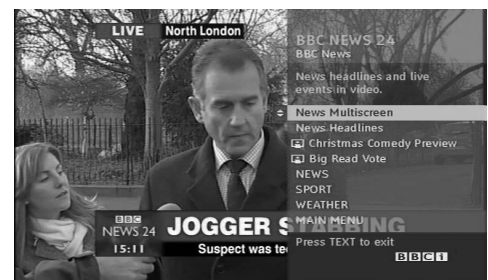 LIVE North London
BBC NEWS 24
BBC News
News headlines and live
events in video.
News Multiscreen
News Headlines
Christmas Comedy Preview
Big Read Vote
NEWS
SPORT
WEATHER
MAIN MENU
Press TEXT to exit
BBC 1
BBC
NEWS 24
15:11
JOGGER STABBING
Suspect was